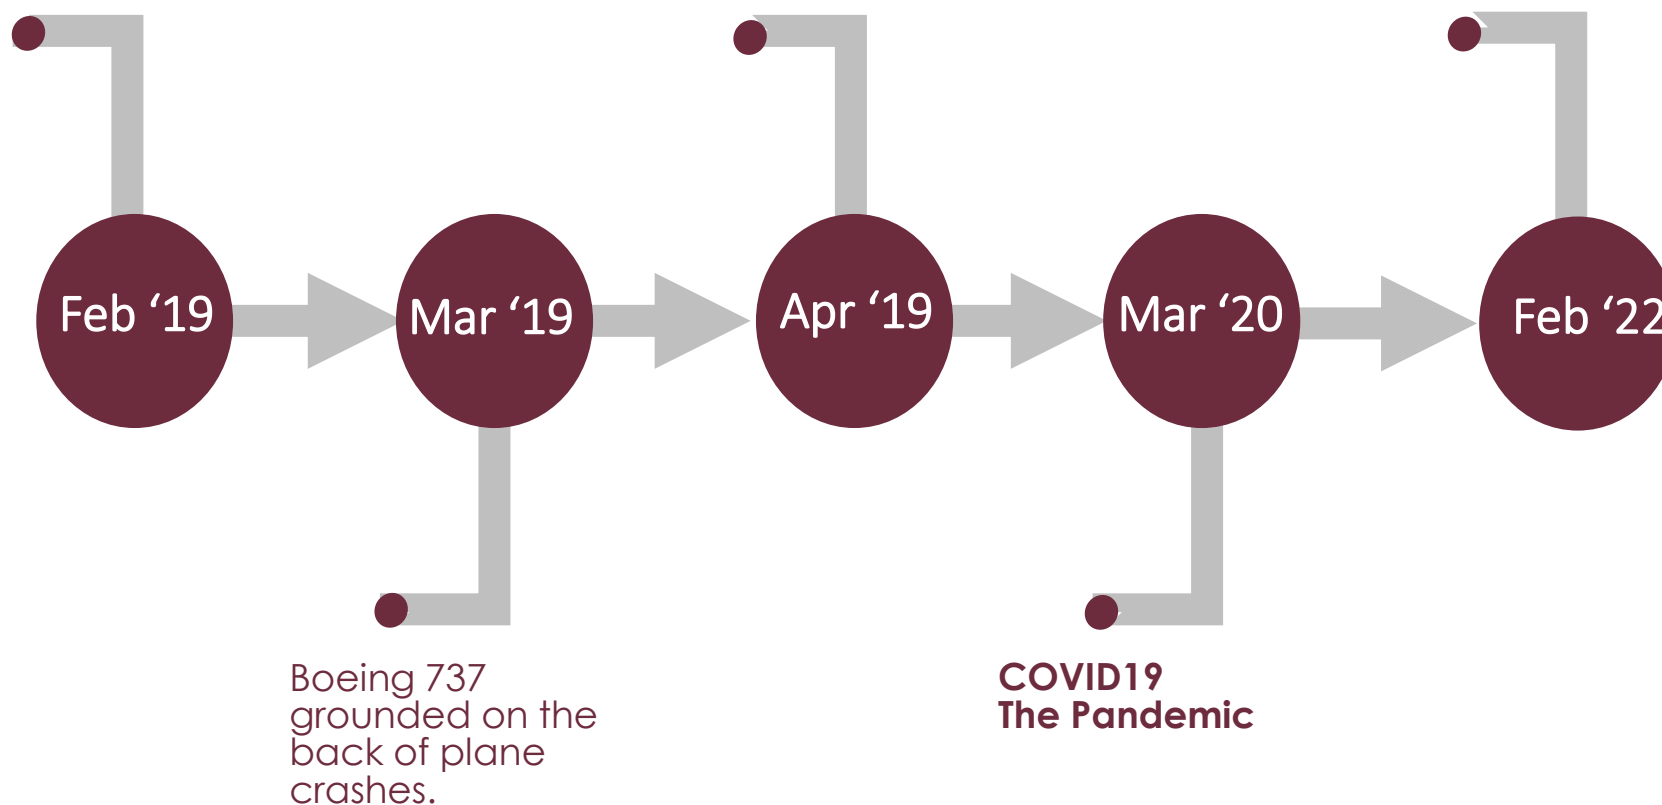 Feb ‘19
Mar ‘19
Apr ‘19
Mar ‘20
Feb ‘22
Boeing 737
grounded on the
back of plane
crashes.
COVID19
The Pandemic